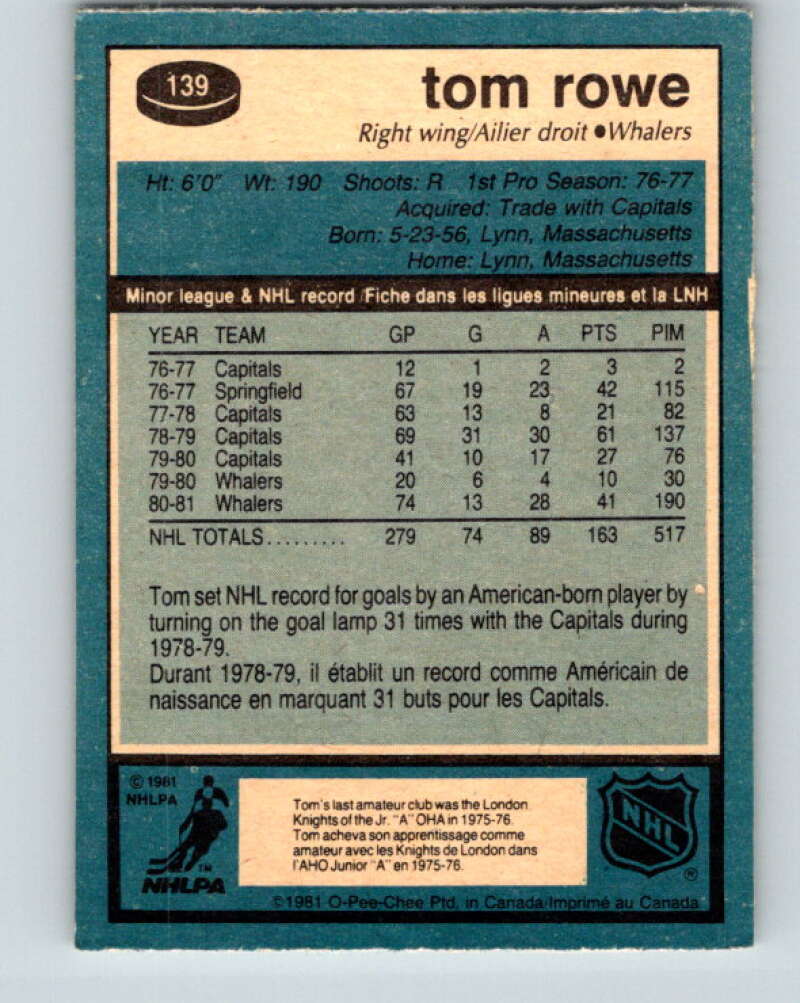 139
tom rowe
Right wing/Ailier droit ●Whalers
Ht: 6'0" Wt: 190 Shoots: R 1st Pro Season: 76-77
Acquired: Trade with Capitals
Born: 5-23-56, Lynn, Massachusetts
Home: Lynn, Massachusetts
Minor league & NHL record/Fiche dans les ligues mineures et la LNH
YEAR TEAM GP G A PTS PIM
76-77 Capitals 12 1 2 3 2
76-77 Springfield 67 19 23 42 115
77-78 Capitals 63 13 8 21 82
78-79 Capitals 69 31 30 61 137
79-80 Capitals 41 10 17 27 76
79-80 Whalers 20 6 4 10 30
80-81 Whalers 74 13 28 41 190
NHL TOTALS......... 279 74 89 163 517
Tom set NHL record for goals by an American-born player by
turning on the goal lamp 31 times with the Capitals during
1978-79.
Durant 1978-79, il établit un record comme Américain de
naissance en marquant 31 buts pour les Capitals.
© 1981
NHLPA
TM
NHLPA
Tom's last amateur club was the London
Knights of the Jr. "A" OHA in 1975-76.
Tom acheva son apprentissage comme
amateur avec les Knights de London dans
l'AHO Junior "A" en 1975-76.
NHL
®
©1981 O-Pee-Chee Ptd. in Canada/Imprimé au Canada